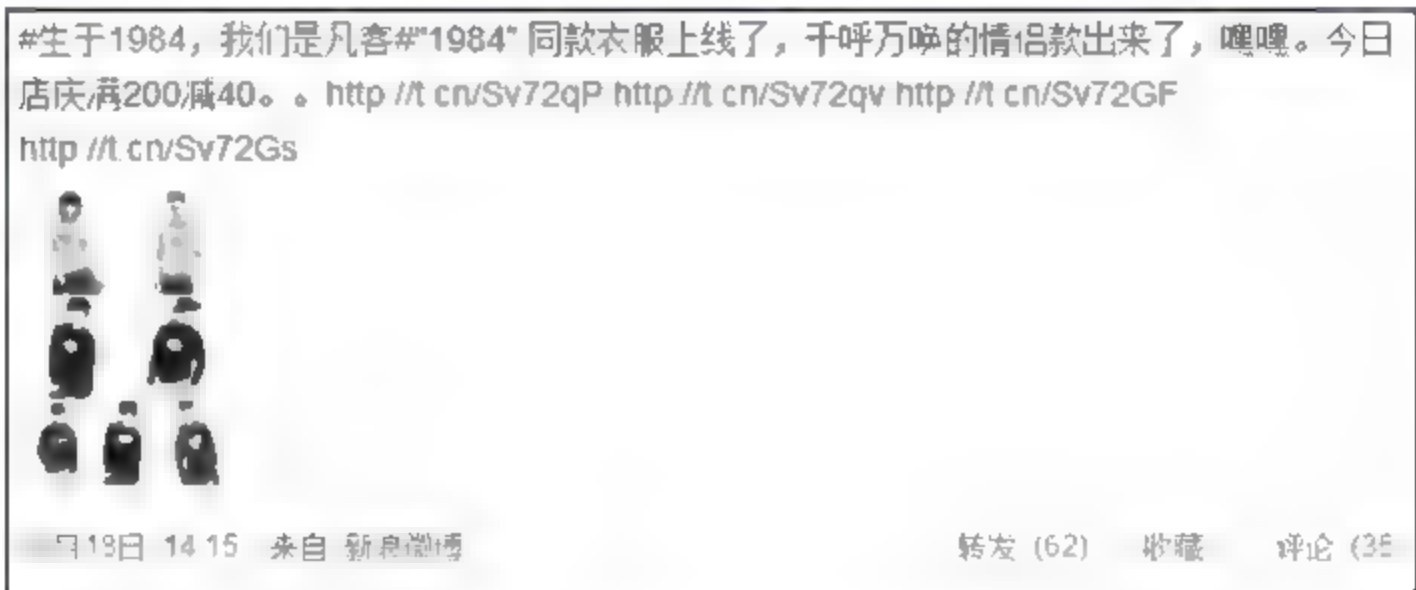 #生于1984，我们是凡客#"1984" 同款衣服上线了，千呼万唤的情侣款出来了，嘿嘿。今日
店庆满200减40。。http //t cn/Sv72qP http //t cn/Sv72qv http //t cn/Sv72GF
http //t.cn/Sv72Gs
月18日 14 15 来自 新浪微博 转发 (62) 收藏 评论